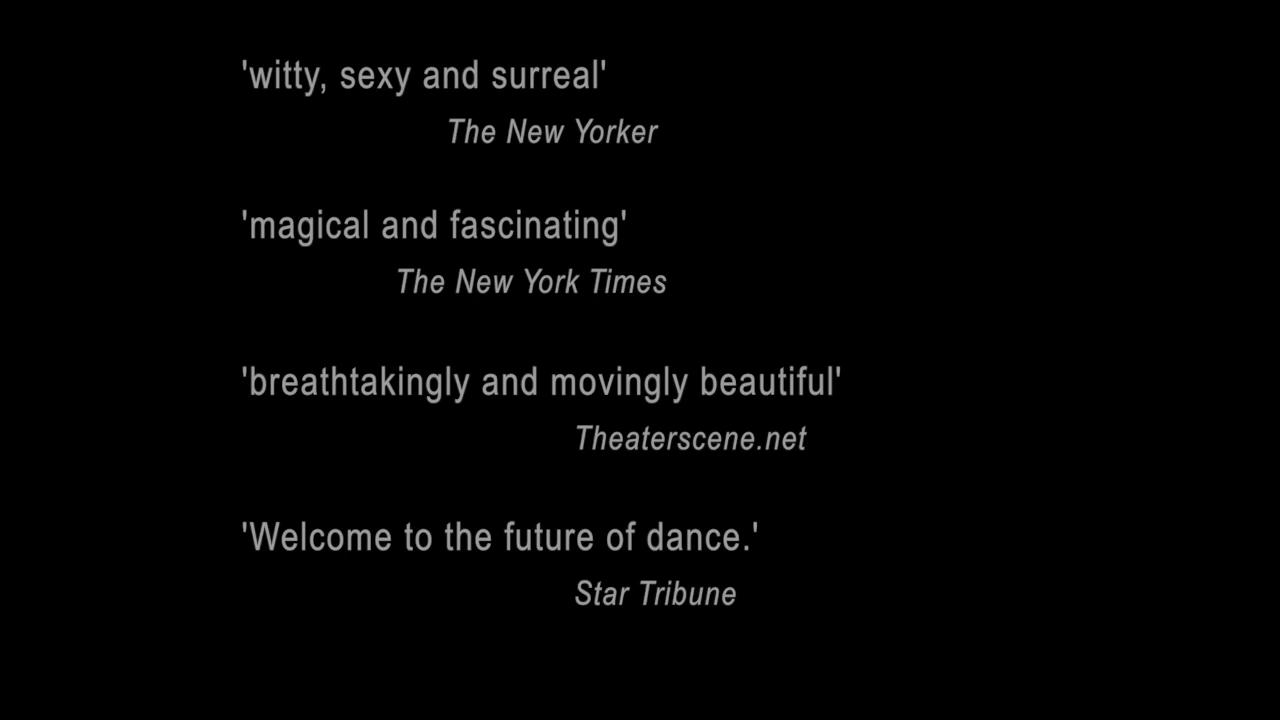 'witty, sexy and surreal'
The New Yorker
'magical and fascinating'
The New York Times
'breathtakingly and movingly beautiful'
Theaterscene.net
'Welcome to the future of dance.'
Star Tribune